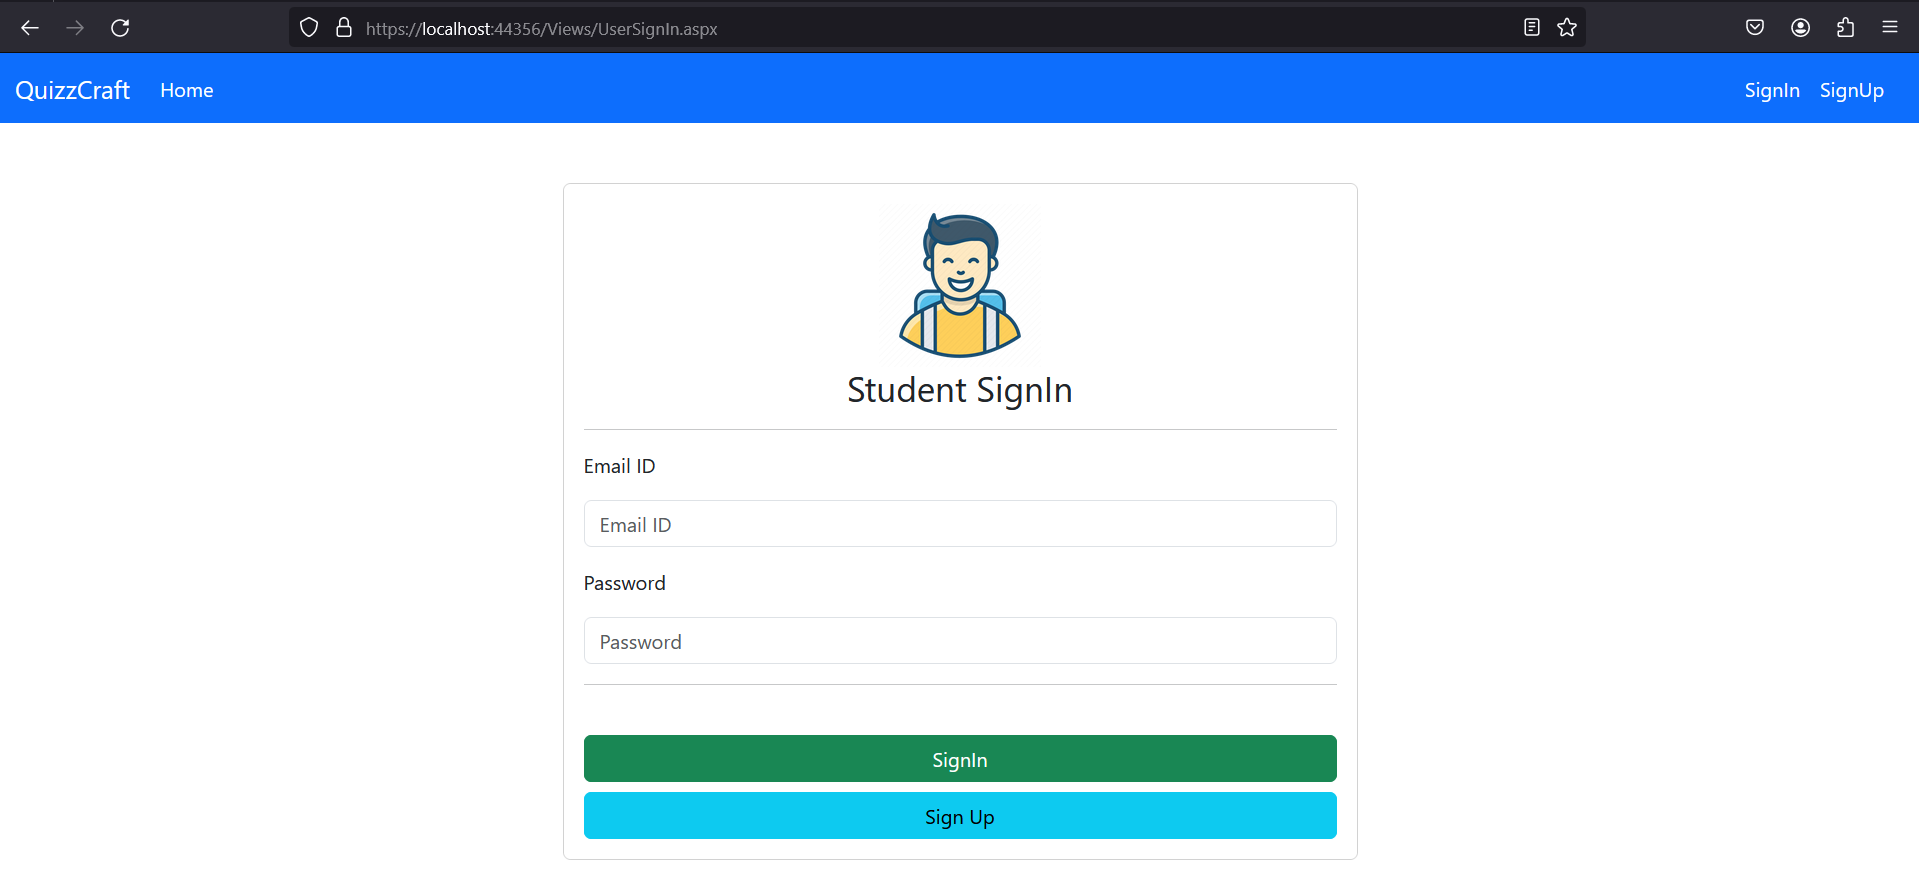 https://localhost:44356/Views/UserSignIn.aspx
QuizzCraft Home SignIn SignUp
Student SignIn
Email ID
Email ID
Password
Password
SignIn
Sign Up